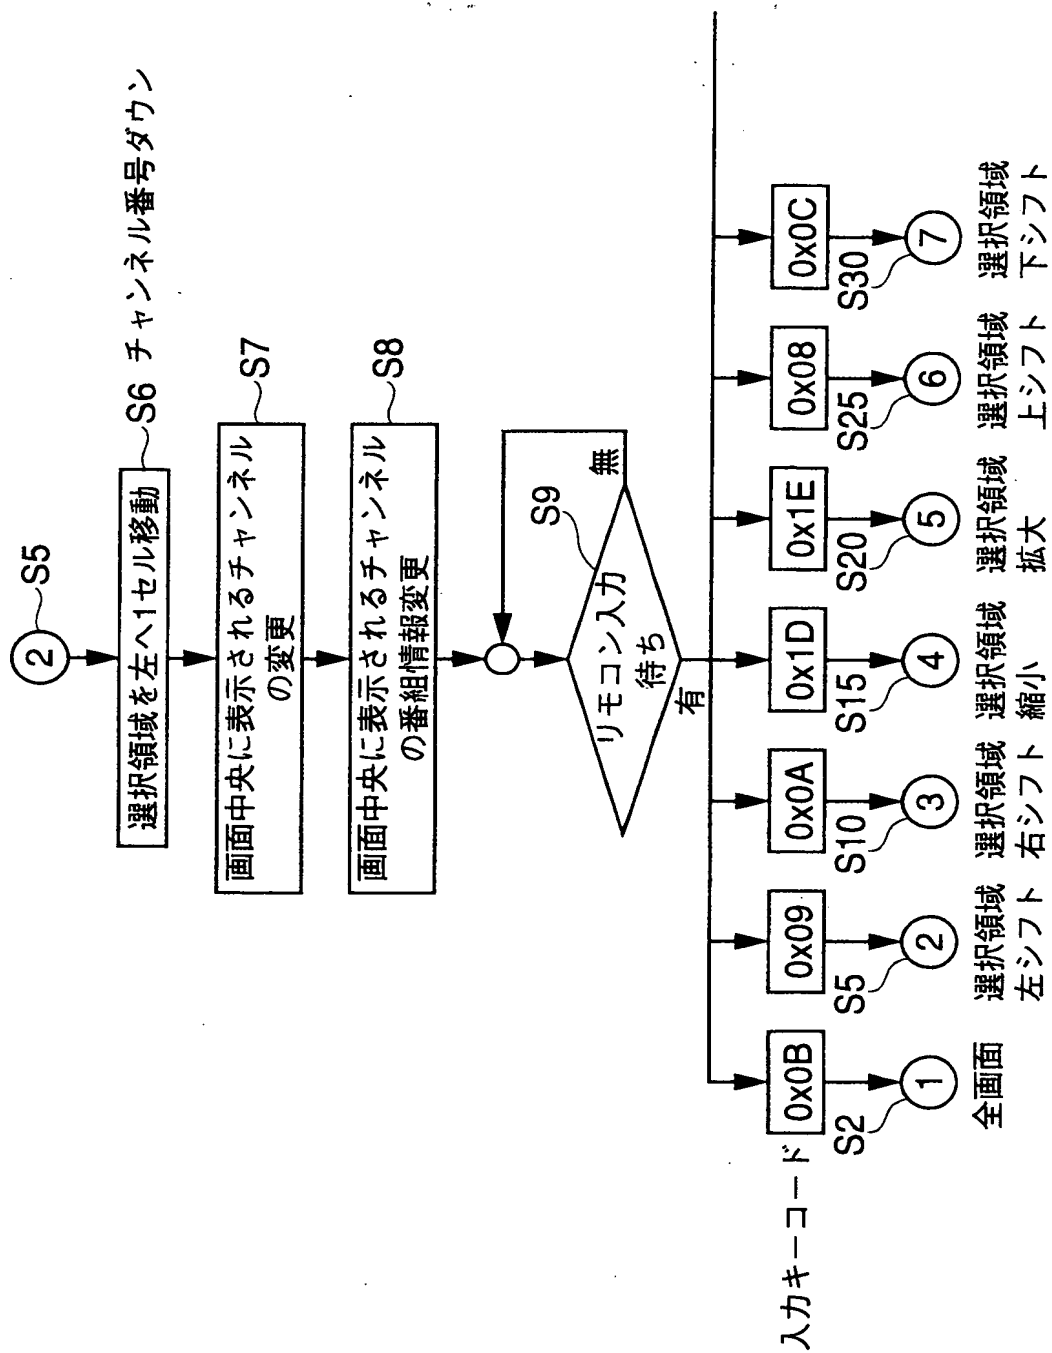 2
S5
選択領域を左へ1セル移動
S6 チャンネル番号ダウン
画面中央に表示されるチャンネル
の変更
S7
画面中央に表示されるチャンネル
の番組情報変更
S8
リモコン入力
待ち
S9
無
有
入力キーコード
0x0B
0x09
0x0A
0x1D
0x1E
0x08
0x0C
S2
S5
S10
S15
S20
S25
S30
1
2
3
4
5
6
7
全画面
選択領域
左シフト
選択領域
右シフト
選択領域
縮小
選択領域
拡大
選択領域
上シフト
選択領域
下シフト